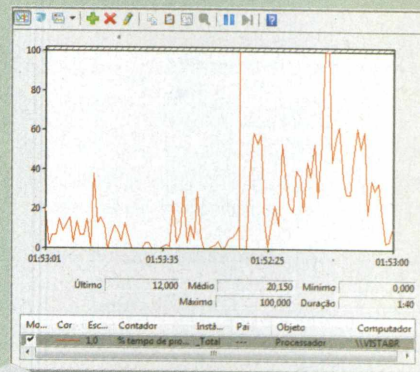 100
80
60
40
20
0
01:53:01 01:53:15 01:52:25 01:53:00
Último 12,000 Médio 20,150 Mínimo 0,000
Máximo 100,000 Duração 1:40
Mo... Cor Esc... Contador Instâ... Pai Objeto Computador
1,0 % tempo de pro... _Total --- Processador \\VISTABR